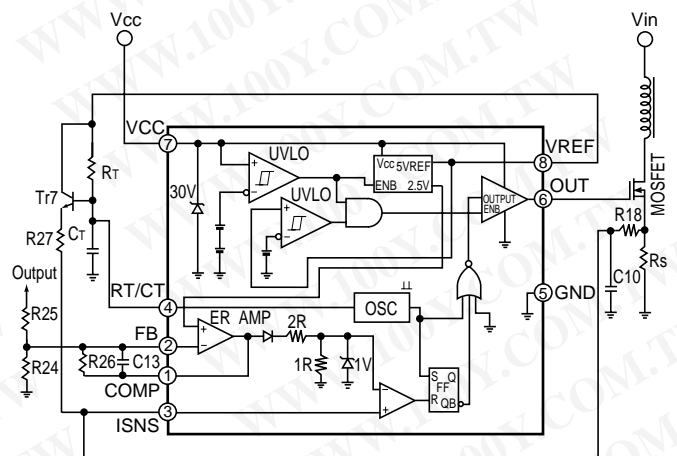 Vcc
Vin
VCC
7
UVLO
Vcc 5VREF
ENB 2.5V
8
VREF
RT
30V
UVLO
OUTPUT
ENB
6
OUT
MOSFET
Tr7
R27
CT
R18
Rs
C10
Output
RT/CT
4
OSC
5
GND
R25
FB
2
ER AMP
2R
R24
R26
C13
1R
1V
COMP
1
S Q
FF
R QB
ISNS
3
WWW.100Y.COM.TW